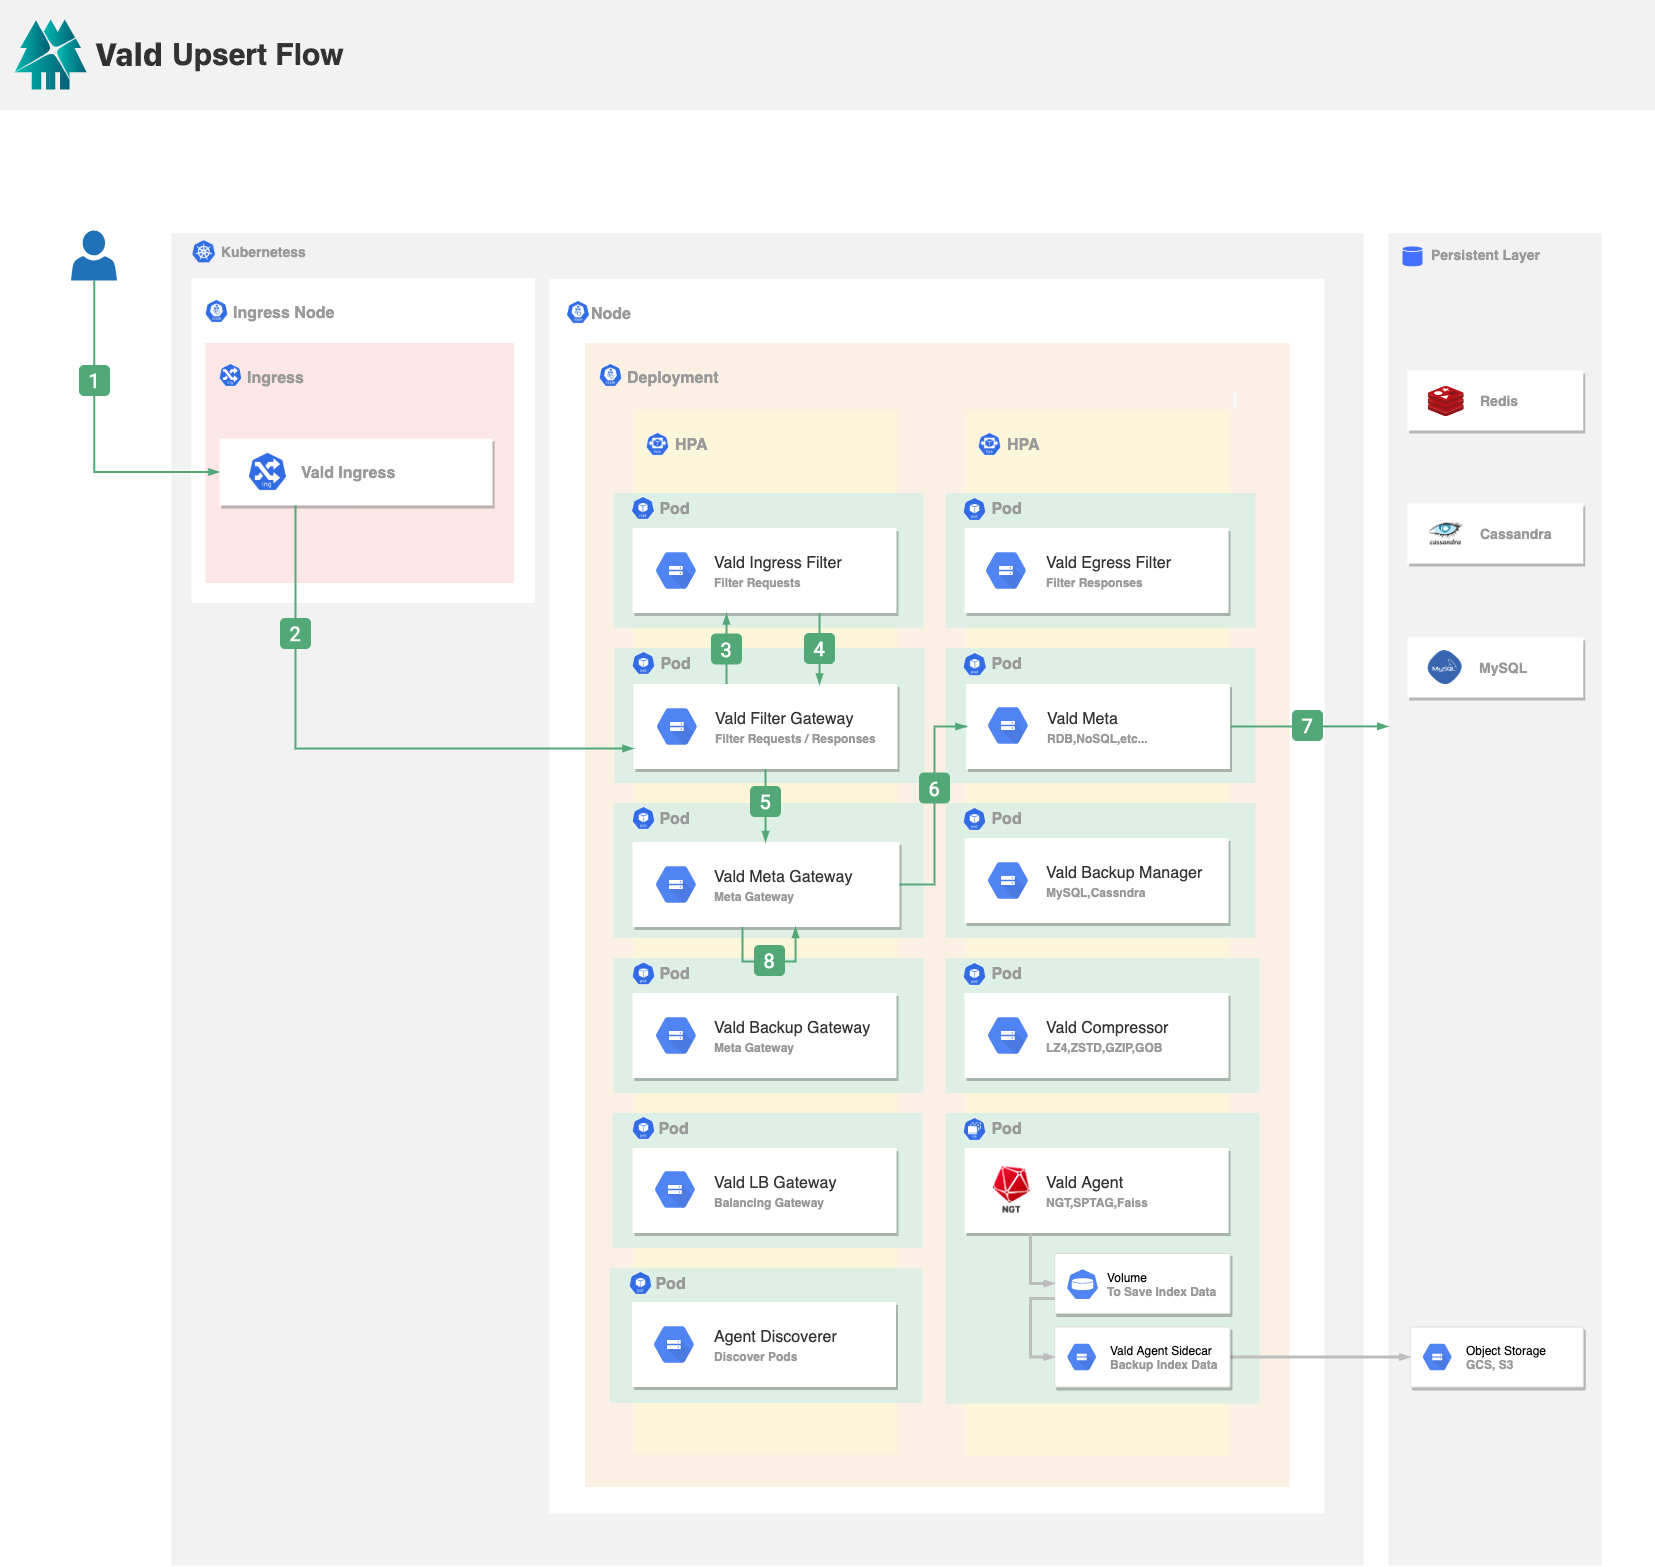 Vald Upsert Flow
Kubernetess
Persistent Layer
Ingress Node
Node
Ingress
Deployment
1
Redis
HPA
HPA
Vald Ingress
ing
Pod
Pod
Cassandra
cassandra
Vald Ingress Filter
Filter Requests
Vald Egress Filter
Filter Responses
2
3
4
Pod
Pod
MySQL
MySQL
Vald Filter Gateway
Filter Requests / Responses
Vald Meta
RDB,NoSQL,etc...
7
5
6
Pod
Pod
Vald Meta Gateway
Meta Gateway
Vald Backup Manager
MySQL,Cassndra
8
Pod
Pod
Vald Backup Gateway
Meta Gateway
Vald Compressor
LZ4,ZSTD,GZIP,GOB
Pod
Pod
Vald LB Gateway
Balancing Gateway
Vald Agent
NGT,SPTAG,Faiss
NGT
Pod
Volume
To Save Index Data
Agent Discoverer
Discover Pods
Vald Agent Sidecar
Backup Index Data
Object Storage
GCS, S3